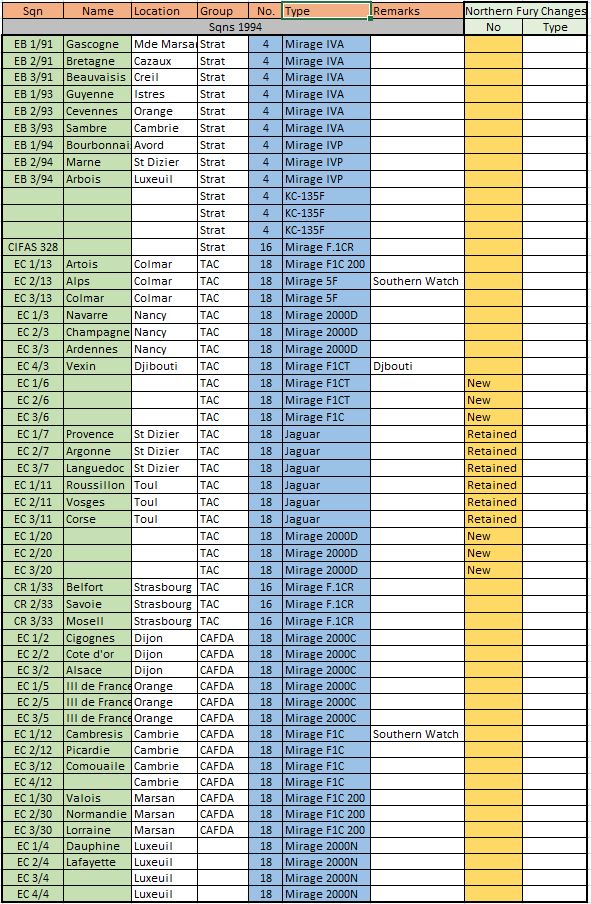 Sqn Name Location Group No. Type Remarks Northern Fury Changes
Sqns 1994 No Type
EB 1/91 Gascogne Mde Marsa Strat 4 Mirage IVA
EB 2/91 Bretagne Cazaux Strat 4 Mirage IVA
EB 3/91 Beauvaisis Creil Strat 4 Mirage IVA
EB 1/93 Guyenne Istres Strat 4 Mirage IVA
EB 2/93 Cevennes Orange Strat 4 Mirage IVA
EB 3/93 Sambre Cambrie Strat 4 Mirage IVA
EB 1/94 Bourbonnai Avord Strat 4 Mirage IVP
EB 2/94 Marne St Dizier Strat 4 Mirage IVP
EB 3/94 Arbois Luxeuil Strat 4 Mirage IVP
Strat 4 KC-135F
Strat 4 KC-135F
Strat 4 KC-135F
CIFAS 328 Strat 16 Mirage F.1CR
EC 1/13 Artois Colmar TAC 18 Mirage F1C 200
EC 2/13 Alps Colmar TAC 18 Mirage 5F Southern Watch
EC 3/13 Colmar Colmar TAC 18 Mirage 5F
EC 1/3 Navarre Nancy TAC 18 Mirage 2000D
EC 2/3 Champagne Nancy TAC 18 Mirage 2000D
EC 3/3 Ardennes Nancy TAC 18 Mirage 2000D
EC 4/3 Vexin Djibouti TAC 18 Mirage F1CT Djbouti
EC 1/6 TAC 18 Mirage F1CT New
EC 2/6 TAC 18 Mirage F1CT New
EC 3/6 TAC 18 Mirage F1C New
EC 1/7 Provence St Dizier TAC 18 Jaguar Retained
EC 2/7 Argonne St Dizier TAC 18 Jaguar Retained
EC 3/7 Languedoc St Dizier TAC 18 Jaguar Retained
EC 1/11 Roussillon Toul TAC 18 Jaguar Retained
EC 2/11 Vosges Toul TAC 18 Jaguar Retained
EC 3/11 Corse Toul TAC 18 Jaguar Retained
EC 1/20 TAC 18 Mirage 2000D New
EC 2/20 TAC 18 Mirage 2000D New
EC 3/20 TAC 18 Mirage 2000D New
CR 1/33 Belfort Strasbourg TAC 16 Mirage F.1CR
CR 2/33 Savoie Strasbourg TAC 16 Mirage F.1CR
CR 3/33 Mosell Strasbourg TAC 16 Mirage F.1CR
EC 1/2 Cigognes Dijon CAFDA 18 Mirage 2000C
EC 2/2 Cote d'or Dijon CAFDA 18 Mirage 2000C
EC 3/2 Alsace Dijon CAFDA 18 Mirage 2000C
EC 1/5 III de France Orange CAFDA 18 Mirage 2000C
EC 2/5 III de France Orange CAFDA 18 Mirage 2000C
EC 3/5 III de France Orange CAFDA 18 Mirage 2000C
EC 1/12 Cambresis Cambrie CAFDA 18 Mirage F1C Southern Watch
EC 2/12 Picardie Cambrie CAFDA 18 Mirage F1C
EC 3/12 Comouaile Cambrie CAFDA 18 Mirage F1C
EC 4/12 Cambrie CAFDA 18 Mirage F1C
EC 1/30 Valois Marsan CAFDA 18 Mirage F1C 200
EC 2/30 Normandie Marsan CAFDA 18 Mirage F1C 200
EC 3/30 Lorraine Marsan CAFDA 18 Mirage F1C 200
EC 1/4 Dauphine Luxeuil 18 Mirage 2000N
EC 2/4 Lafayette Luxeuil 18 Mirage 2000N
EC 3/4 Luxeuil 18 Mirage 2000N
EC 4/4 Luxeuil 18 Mirage 2000N